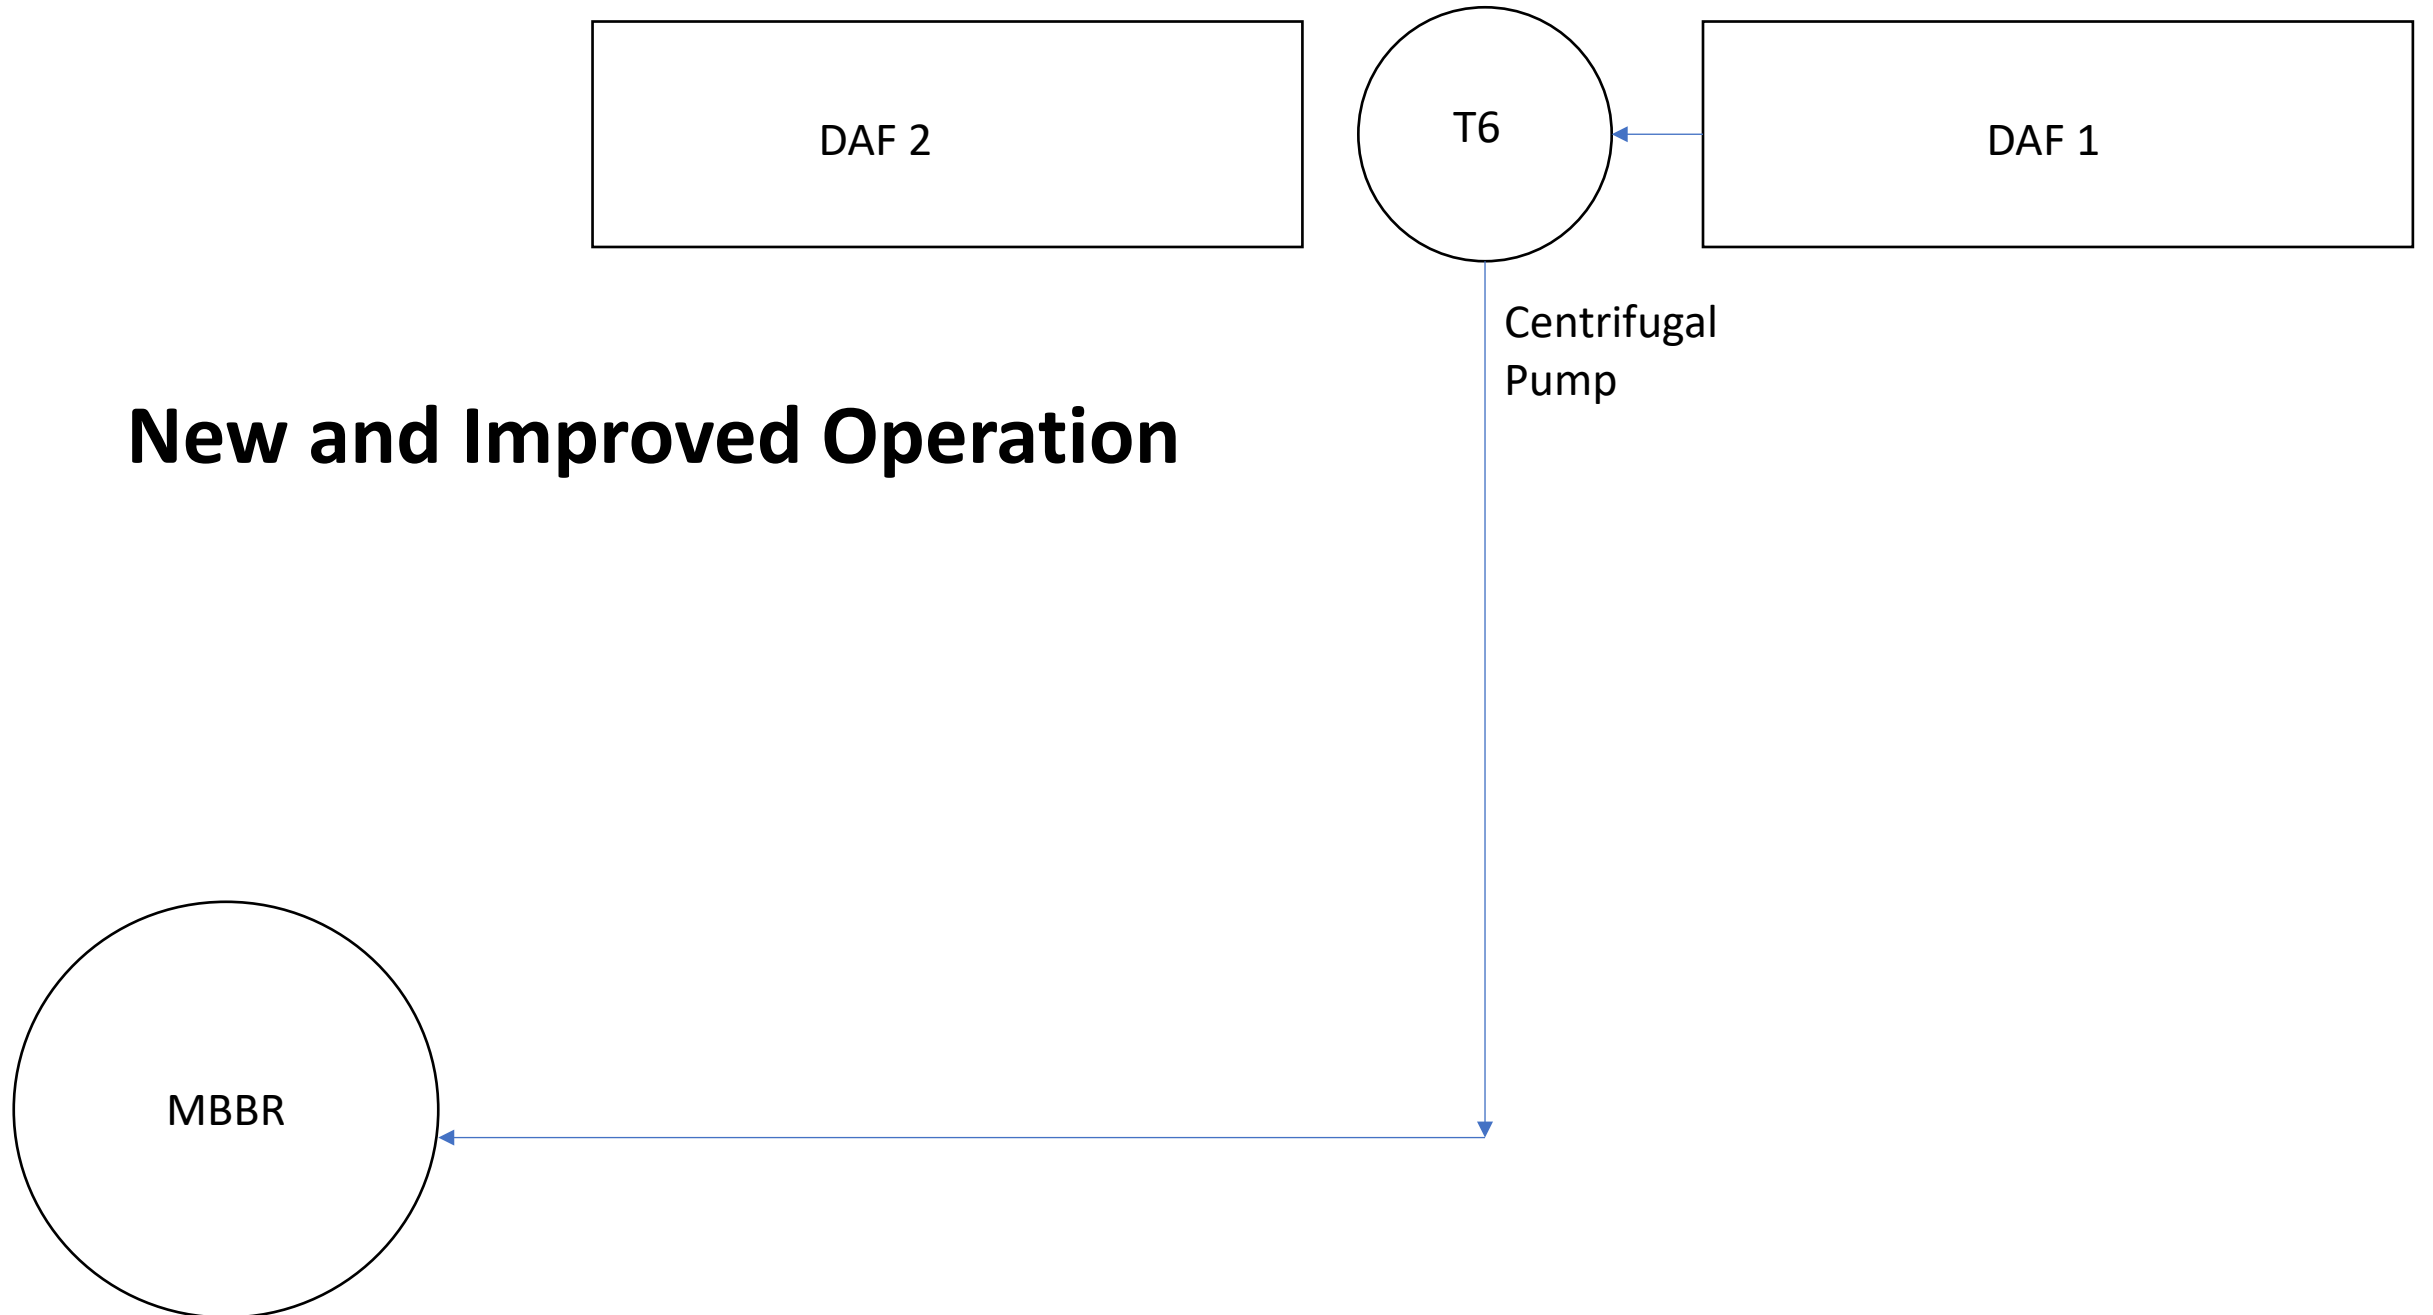 DAF 2
T6
DAF 1
Centrifugal
Pump
New and Improved Operation
MBBR